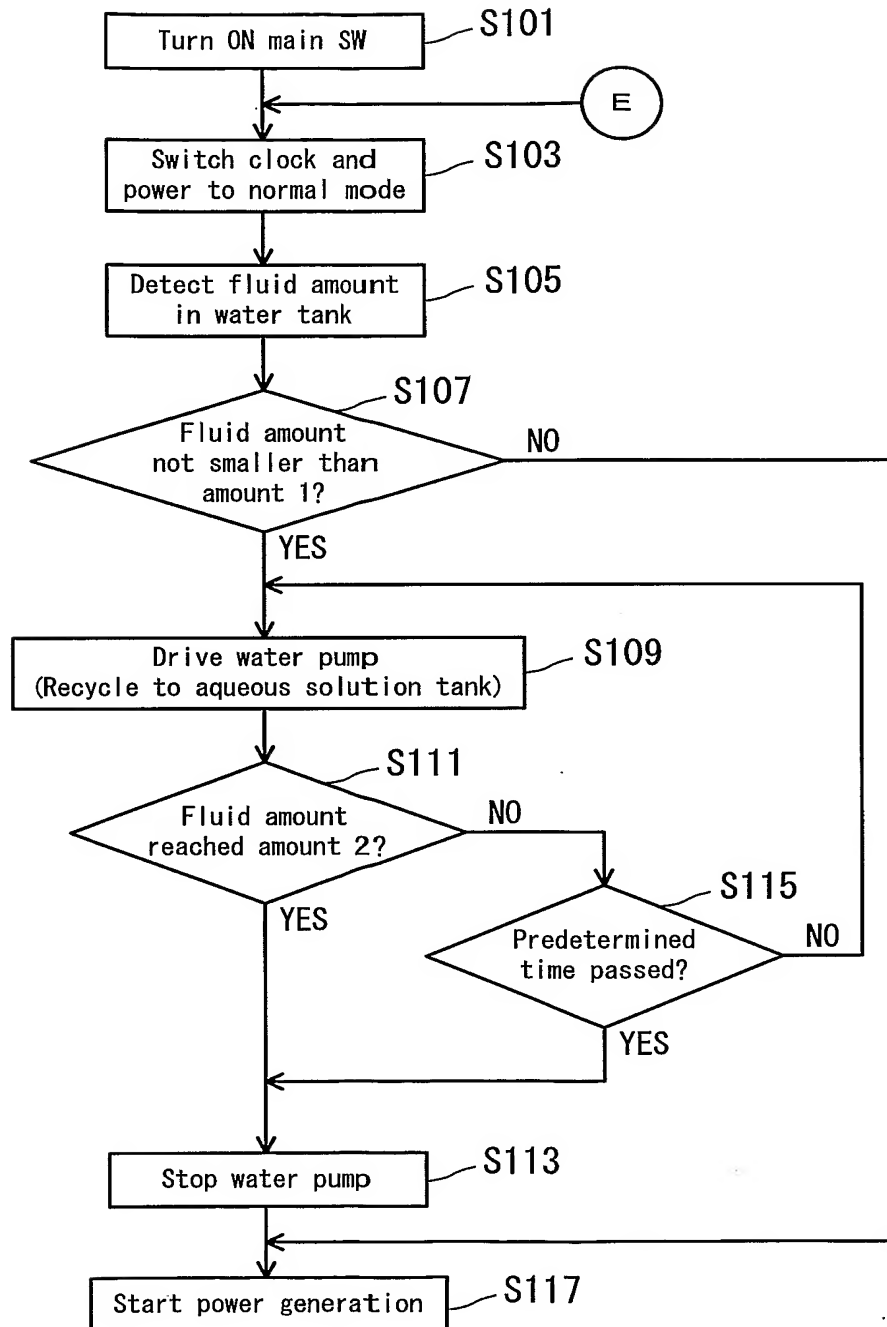 Turn ON main SW
S101
E
Switch clock and
power to normal mode
S103
Detect fluid amount
in water tank
S105
S107
Fluid amount
not smaller than
amount 1?
NO
YES
Drive water pump
(Recycle to aqueous solution tank)
S109
S111
Fluid amount
reached amount 2?
NO
YES
S115
Predetermined
time passed?
NO
YES
Stop water pump
S113
Start power generation
S117